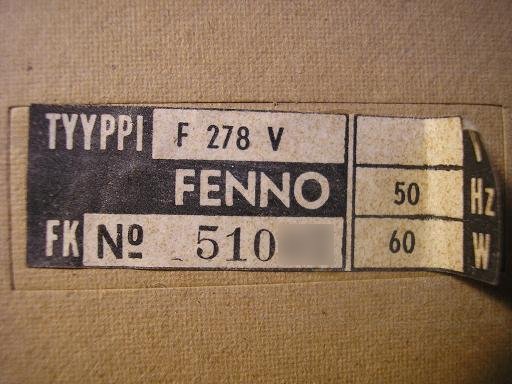 TYYPPI F 278 V
FENNO 50 Hz
FK Nº 510 60 W